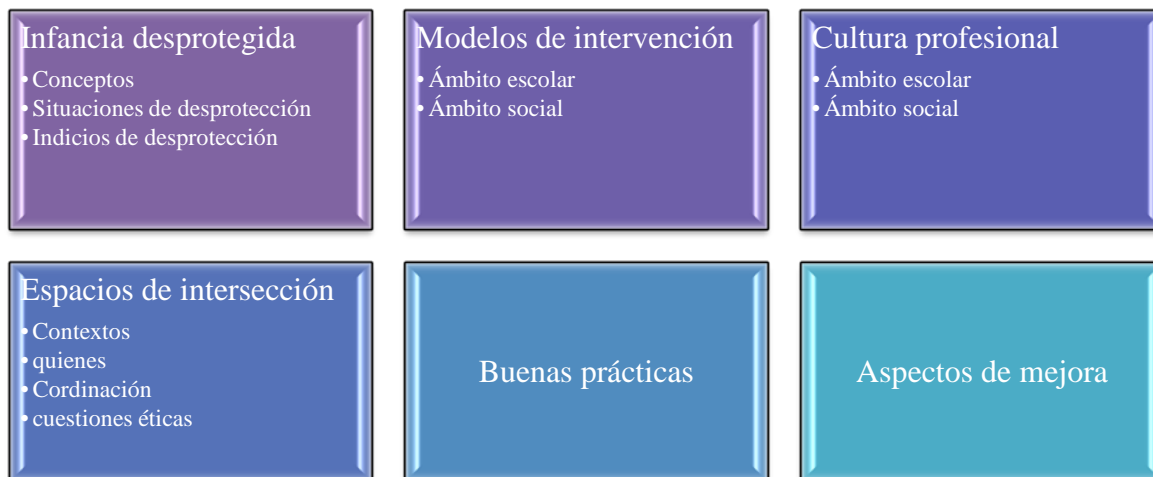 Infancia desprotegida
• Conceptos
• Situaciones de desprotección
• Indicios de desprotección
Modelos de intervención
• Ámbito escolar
• Ámbito social
Cultura profesional
• Ámbito escolar
• Ámbito social
Espacios de intersección
• Contextos
• quienes
• Cordinación
• cuestiones éticas
Buenas prácticas
Aspectos de mejora